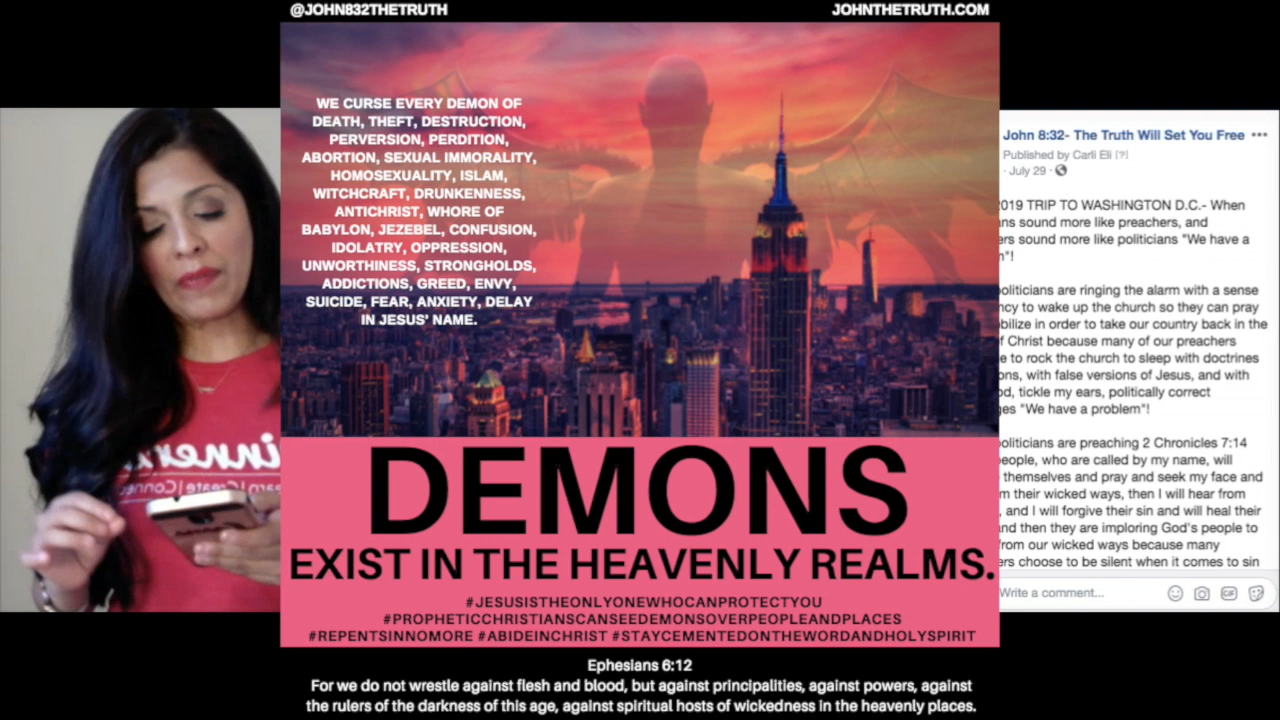 @JOHN832THETRUTH
JOHNTHETRUTH.COM
WE CURSE EVERY DEMON OF
DEATH, THEFT, DESTRUCTION,
PERVERSION, PERDITION,
ABORTION, SEXUAL IMMORALITY,
HOMOSEXUALITY, ISLAM,
WITCHCRAFT, DRUNKENNESS,
ANTICHRIST, WHORE OF
BABYLON, JEZEBEL, CONFUSION,
IDOLATRY, OPPRESSION,
UNWORTHINESS, STRONGHOLDS,
ADDICTIONS, GREED, ENVY,
SUICIDE, FEAR, ANXIETY, DELAY
IN JESUS' NAME.
DEMONS
EXIST IN THE HEAVENLY REALMS.
#JESUSISTHEONLYONEWHOCANPROTECTYOU
#PROPHETICCHRISTIANSCANSEEDEMONSOVERPEOPLEANDPLACES
#REPENTSINNOMORE #ABIDEINCHRIST #STAYCEMENTEDONTHEWORDANDHOLYSPIRIT
Ephesians 6:12
For we do not wrestle against flesh and blood, but against principalities, against powers, against
the rulers of the darkness of this age, against spiritual hosts of wickedness in the heavenly places.
John 8:32- The Truth Will Set You Free
Published by Carli Eli [?]
· July 29 ·
2019 TRIP TO WASHINGTON D.C.- When
sound more like preachers, and
sound more like politicians "We have a
"!
politicians are ringing the alarm with a sense
to wake up the church so they can pray
in order to take our country back in the
Christ because many of our preachers
to rock the church to sleep with doctrines
with false versions of Jesus, and with
tickle my ears, politically correct
"We have a problem"!
politicians are preaching 2 Chronicles 7:14
people, who are called by my name, will
themselves and pray and seek my face and
their wicked ways, then I will hear from
, and I will forgive their sin and will heal their
and then they are imploring God's people to
from our wicked ways because many
choose to be silent when it comes to sin
Write a comment...
GIF